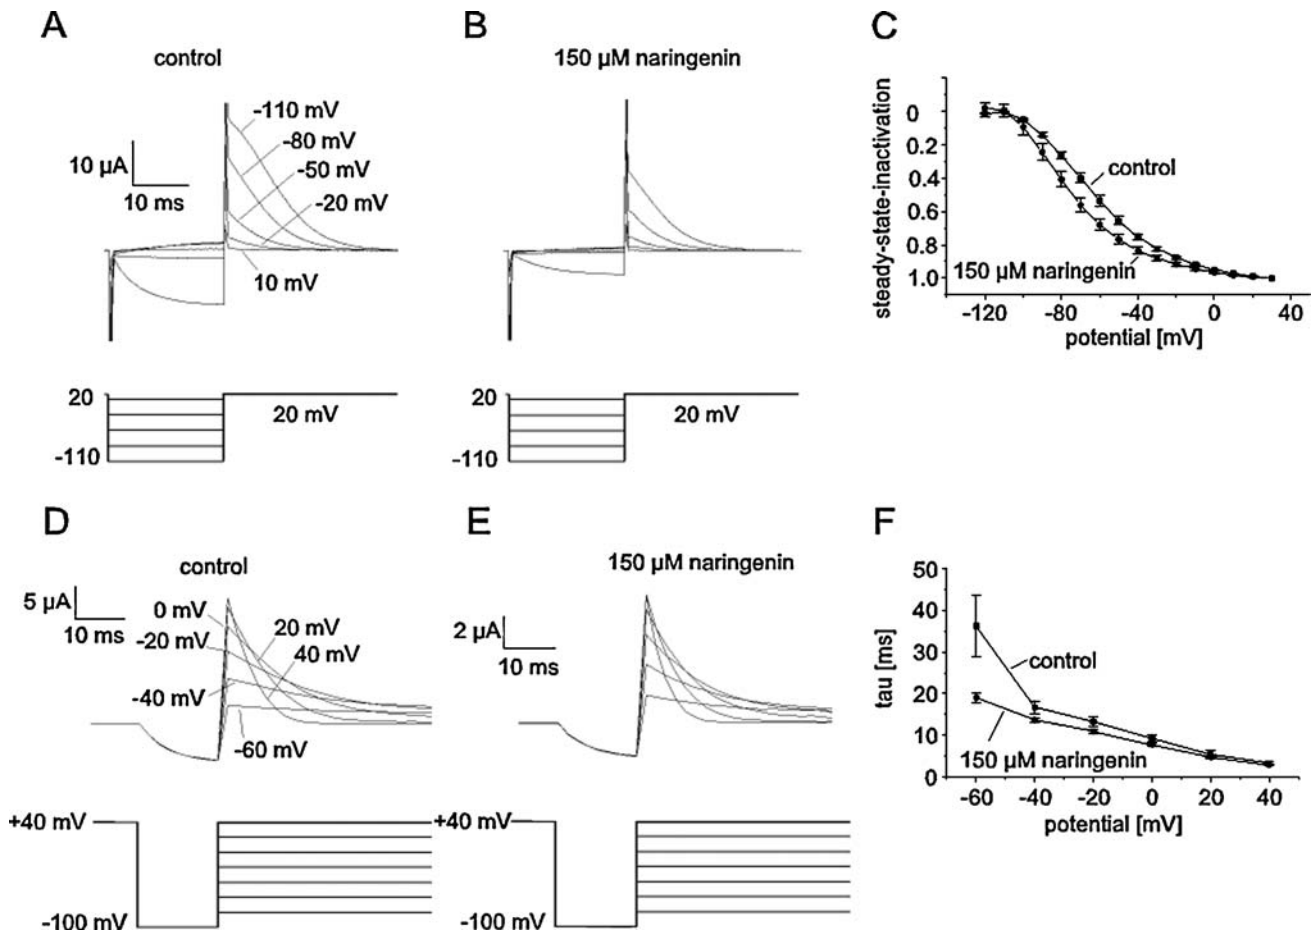 A
control
10 µA
10 ms
-110 mV
-80 mV
-50 mV
-20 mV
10 mV
20
-110
20 mV
B
150 µM naringenin
20
-110
20 mV
C
steady-state-inactivation
0
0.2
0.4
0.6
0.8
1.0
control
150 µM naringenin
-120
-80
-40
0
40
potential [mV]
D
control
5 µA
10 ms
0 mV
-20 mV
-40 mV
20 mV
40 mV
-60 mV
+40 mV
-100 mV
E
150 µM naringenin
2 µA
10 ms
+40 mV
-100 mV
F
tau [ms]
50
40
30
20
10
0
control
150 µM naringenin
-60
-40
-20
0
20
40
potential [mV]